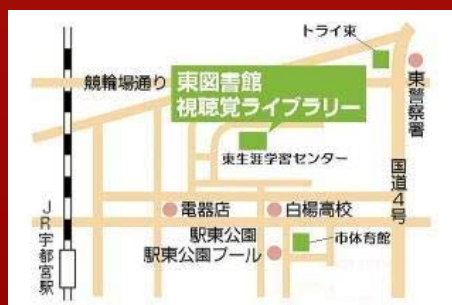 トライ東
競輪場通り
東図書館
視聴覚ライブラリー
東警察署
東生涯学習センター
国道4号
電器店
白楊高校
JR宇都宮駅
駅東公園
市体育館
駅東公園プール